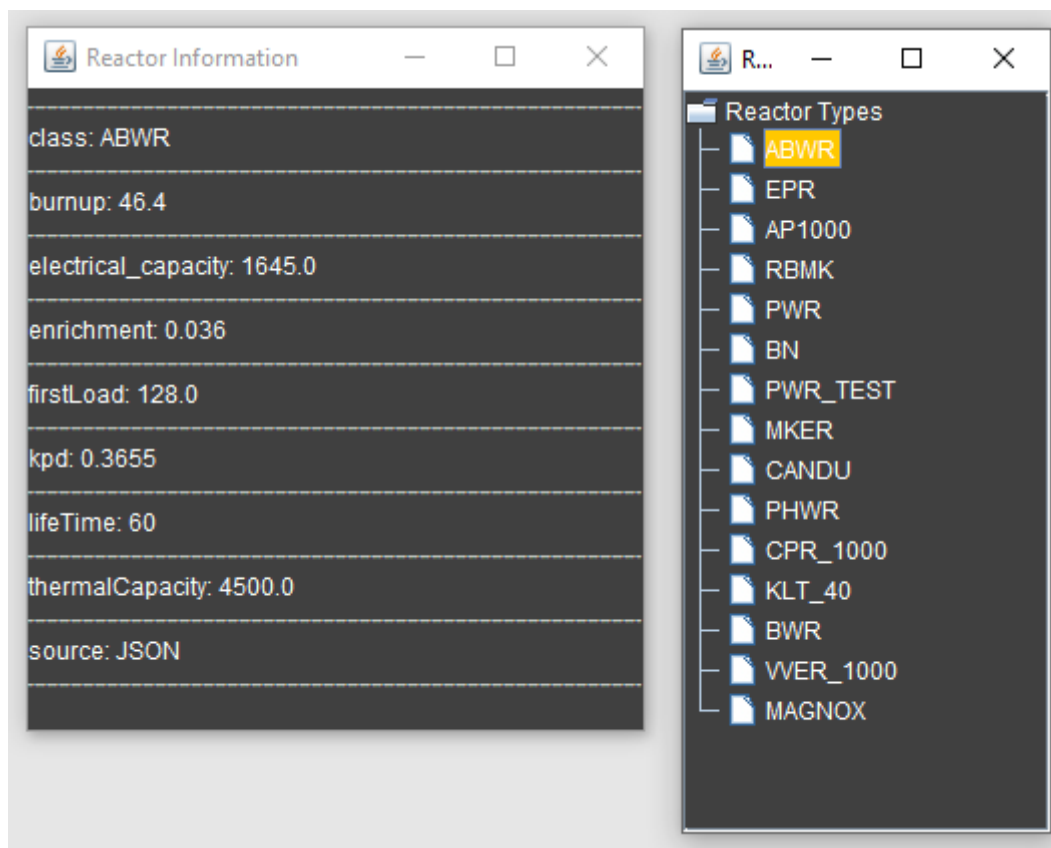 Reactor Information
class: ABWR
burnup: 46.4
electrical_capacity: 1645.0
enrichment: 0.036
firstLoad: 128.0
kpd: 0.3655
lifeTime: 60
thermalCapacity: 4500.0
source: JSON
R...
Reactor Types
ABWR
EPR
AP1000
RBMK
PWR
BN
PWR_TEST
MKER
CANDU
PHWR
CPR_1000
KLT_40
BWR
VVER_1000
MAGNOX